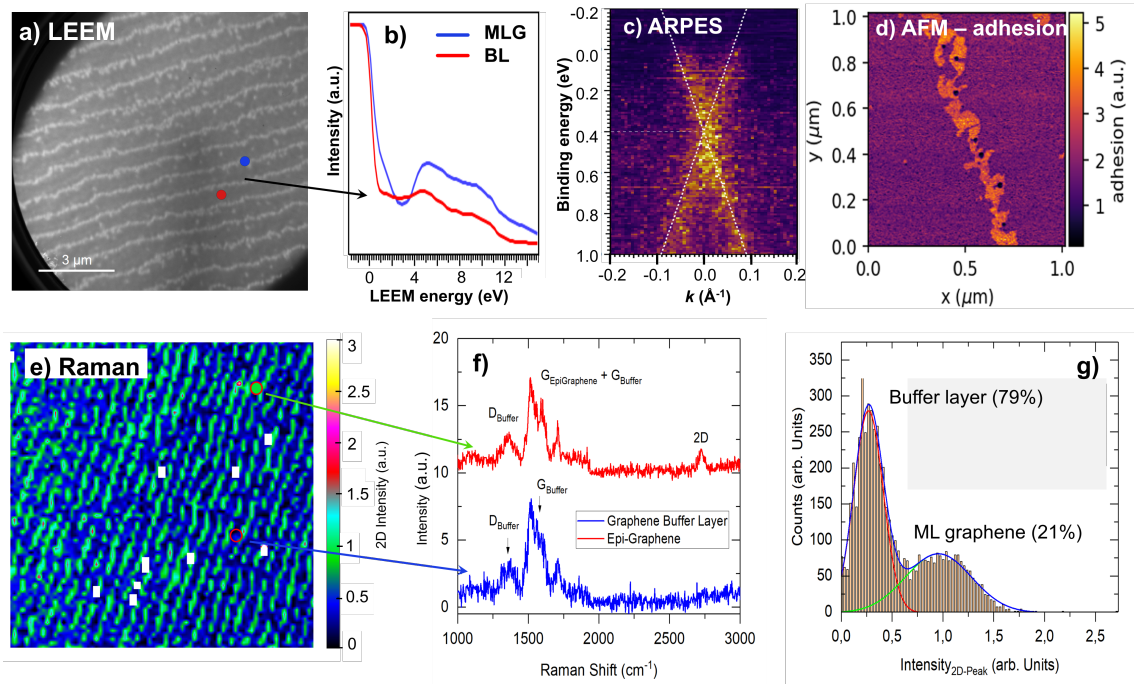 a) LEEM
3 µm
b)
MLG
BL
Intensity (a.u.)
0 4 8 12
LEEM energy (eV)
c) ARPES
-0.2
0.0
0.2
0.4
0.6
0.8
1.0
Binding energy (eV)
-0.2 -0.1 0.0 0.1 0.2
k (Å-1)
d) AFM – adhesion
1.0
0.8
0.6
0.4
0.2
0.0
y (µm)
0.0 0.5 1.0
x (µm)
5
4
3
2
1
adhesion (a.u.)
e) Raman
3
2.5
2
1.5
1
0.5
0
2D Intensity (a.u.)
f)
20
15
10
5
0
Intensity (a.u.)
GEpiGraphene + GBuffer
DBuffer
2D
GBuffer
DBuffer
Graphene Buffer Layer
Epi-Graphene
1000 1500 2000 2500 3000
Raman Shift (cm-1)
g)
350
300
250
200
150
100
50
0
Counts (arb. Units)
Buffer layer (79%)
ML graphene (21%)
0,0 0,5 1,0 1,5 2,0 2,5
Intensity2D-Peak (arb. Units)